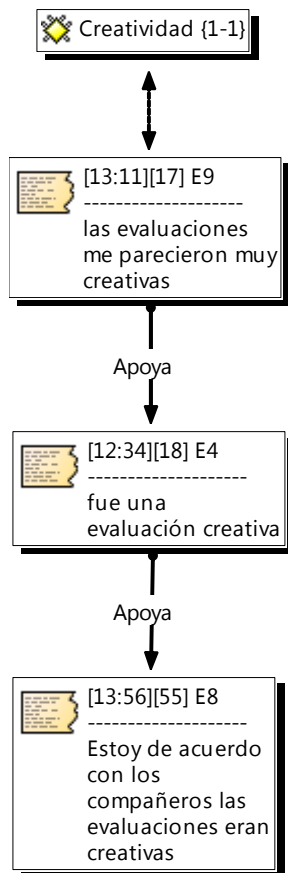 Creatividad {1-1}
[13:11][17] E9
---------------------
las evaluaciones
me parecieron muy
creativas
Apoya
[12:34][18] E4
---------------------
fue una
evaluación creativa
Apoya
[13:56][55] E8
---------------------
Estoy de acuerdo
con los
compañeros las
evaluaciones eran
creativas